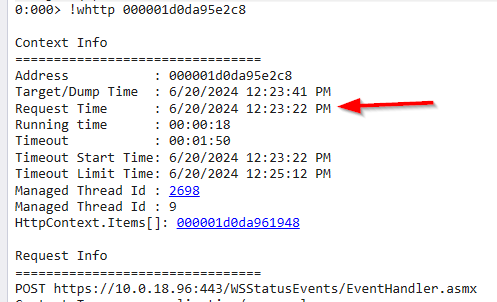 0:000> !whttp 000001d0da95e2c8
Context Info
================================
Address : 000001d0da95e2c8
Target/Dump Time : 6/20/2024 12:23:41 PM
Request Time : 6/20/2024 12:23:22 PM
Running time : 00:00:18
Timeout : 00:01:50
Timeout Start Time: 6/20/2024 12:23:22 PM
Timeout Limit Time: 6/20/2024 12:25:12 PM
Managed Thread Id : 2698
Managed Thread Id : 9
HttpContext.Items[]: 000001d0da961948
Request Info
================================
POST https://10.0.18.96:443/WSStatusEvents/EventHandler.asmx